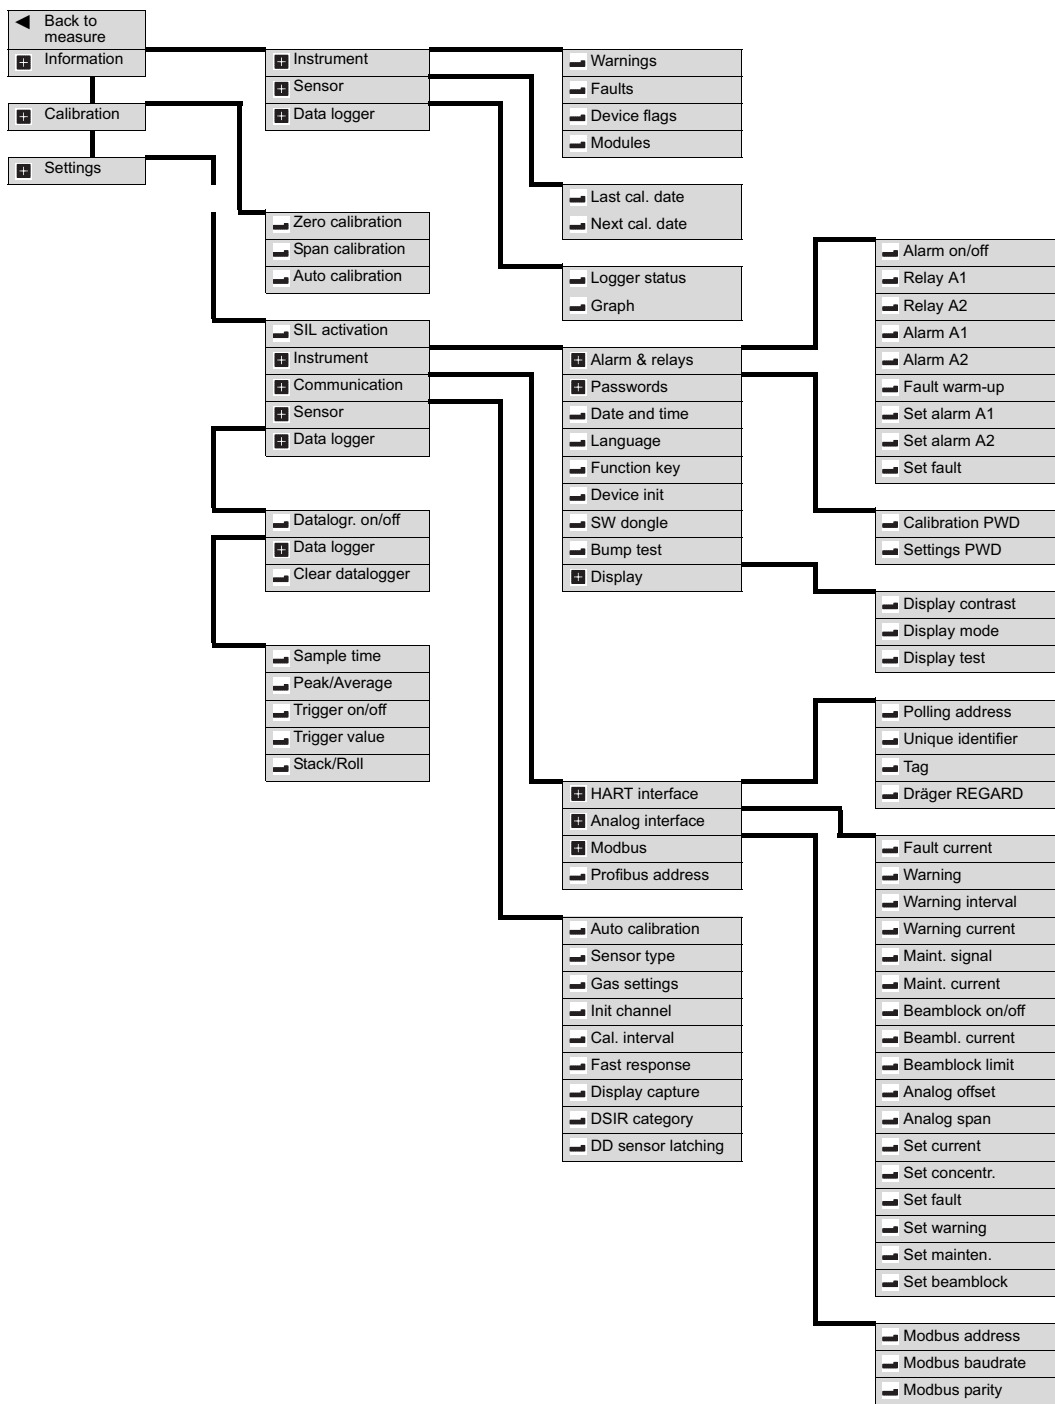 Back to
measure
Information
Calibration
Settings
Instrument
Sensor
Data logger
Zero calibration
Span calibration
Auto calibration
SIL activation
Instrument
Communication
Sensor
Data logger
Datalogr. on/off
Data logger
Clear datalogger
Sample time
Peak/Average
Trigger on/off
Trigger value
Stack/Roll
Warnings
Faults
Device flags
Modules
Last cal. date
Next cal. date
Logger status
Graph
Alarm & relays
Passwords
Date and time
Language
Function key
Device init
SW dongle
Bump test
Display
HART interface
Analog interface
Modbus
Profibus address
Auto calibration
Sensor type
Gas settings
Init channel
Cal. interval
Fast response
Display capture
DSIR category
DD sensor latching
Alarm on/off
Relay A1
Relay A2
Alarm A1
Alarm A2
Fault warm-up
Set alarm A1
Set alarm A2
Set fault
Calibration PWD
Settings PWD
Display contrast
Display mode
Display test
Polling address
Unique identifier
Tag
Dräger REGARD
Fault current
Warning
Warning interval
Warning current
Maint. signal
Maint. current
Beamblock on/off
Beambl. current
Beamblock limit
Analog offset
Analog span
Set current
Set concentr.
Set fault
Set warning
Set mainten.
Set beamblock
Modbus address
Modbus baudrate
Modbus parity